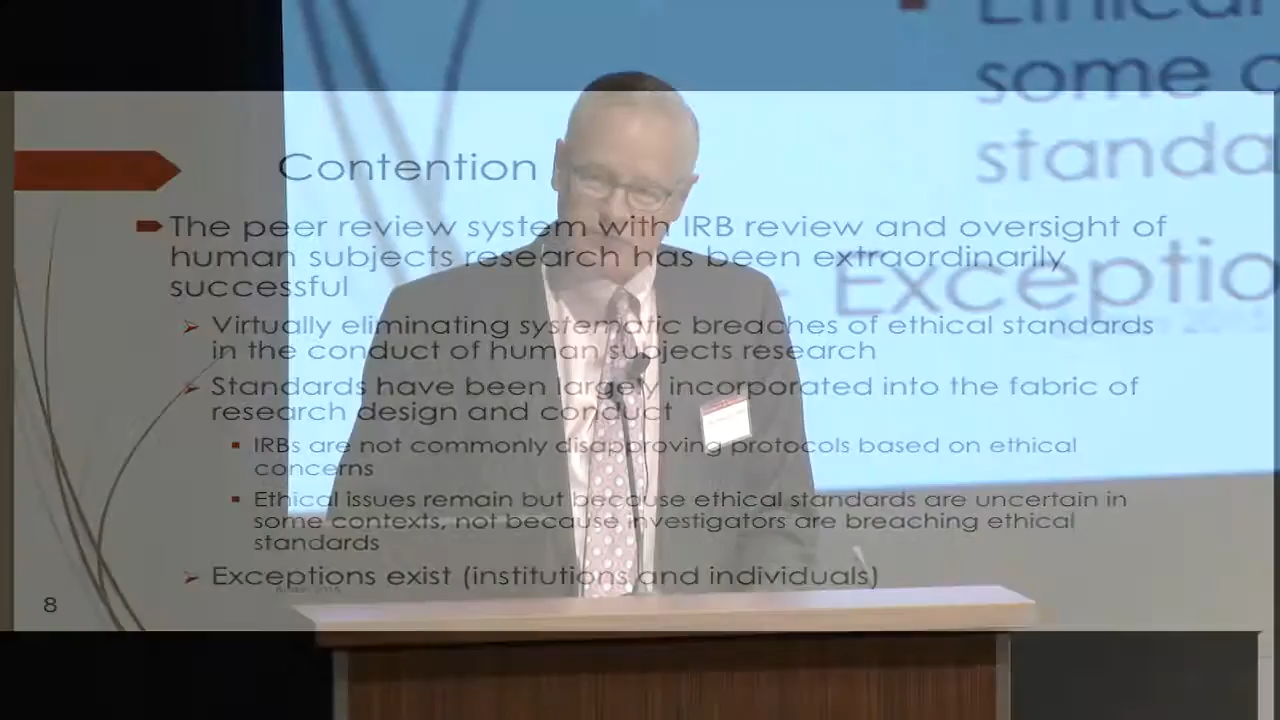 Ethical
some
standa
Exceptio
Contention
The peer review system with IRB review and oversight of
human subjects research has been extraordinarily
successful
Virtually eliminating systematic breaches of ethical standards
in the conduct of human subjects research
Standards have been largely incorporated into the fabric of
research design and conduct
IRBs are not commonly disapproving protocols based on ethical
concerns
Ethical issues remain but because ethical standards are uncertain in
some contexts, not because investigators are breaching ethical
standards
Exceptions exist (institutions and individuals)
8